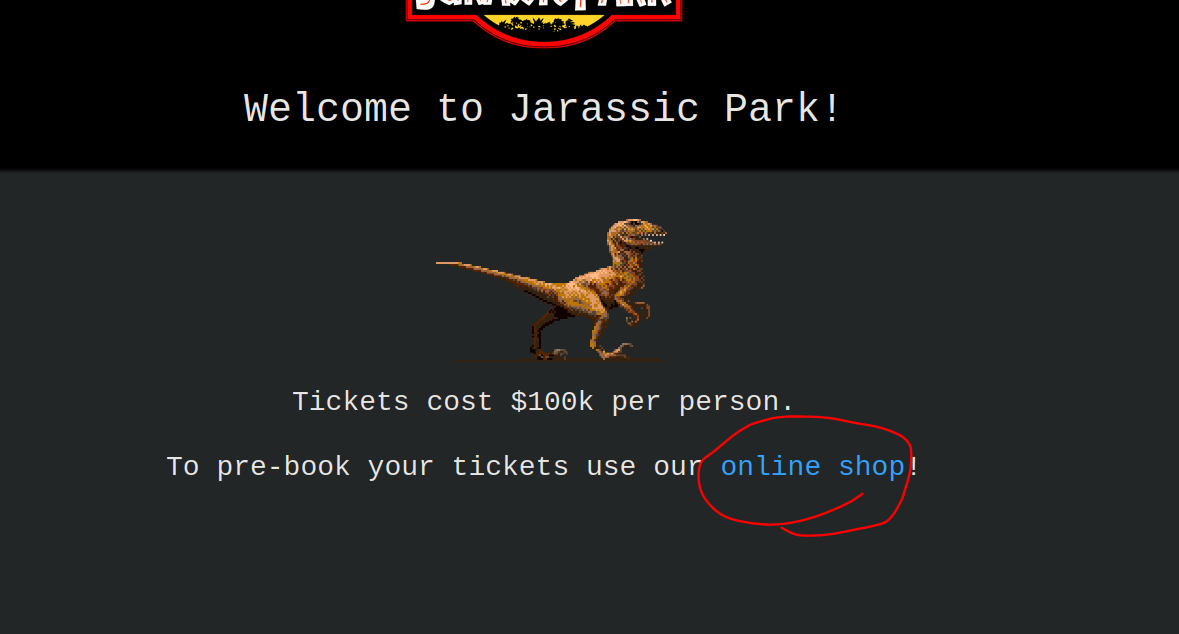 Welcome to Jarassic Park!
Tickets cost $100k per person.
To pre-book your tickets use our online shop!